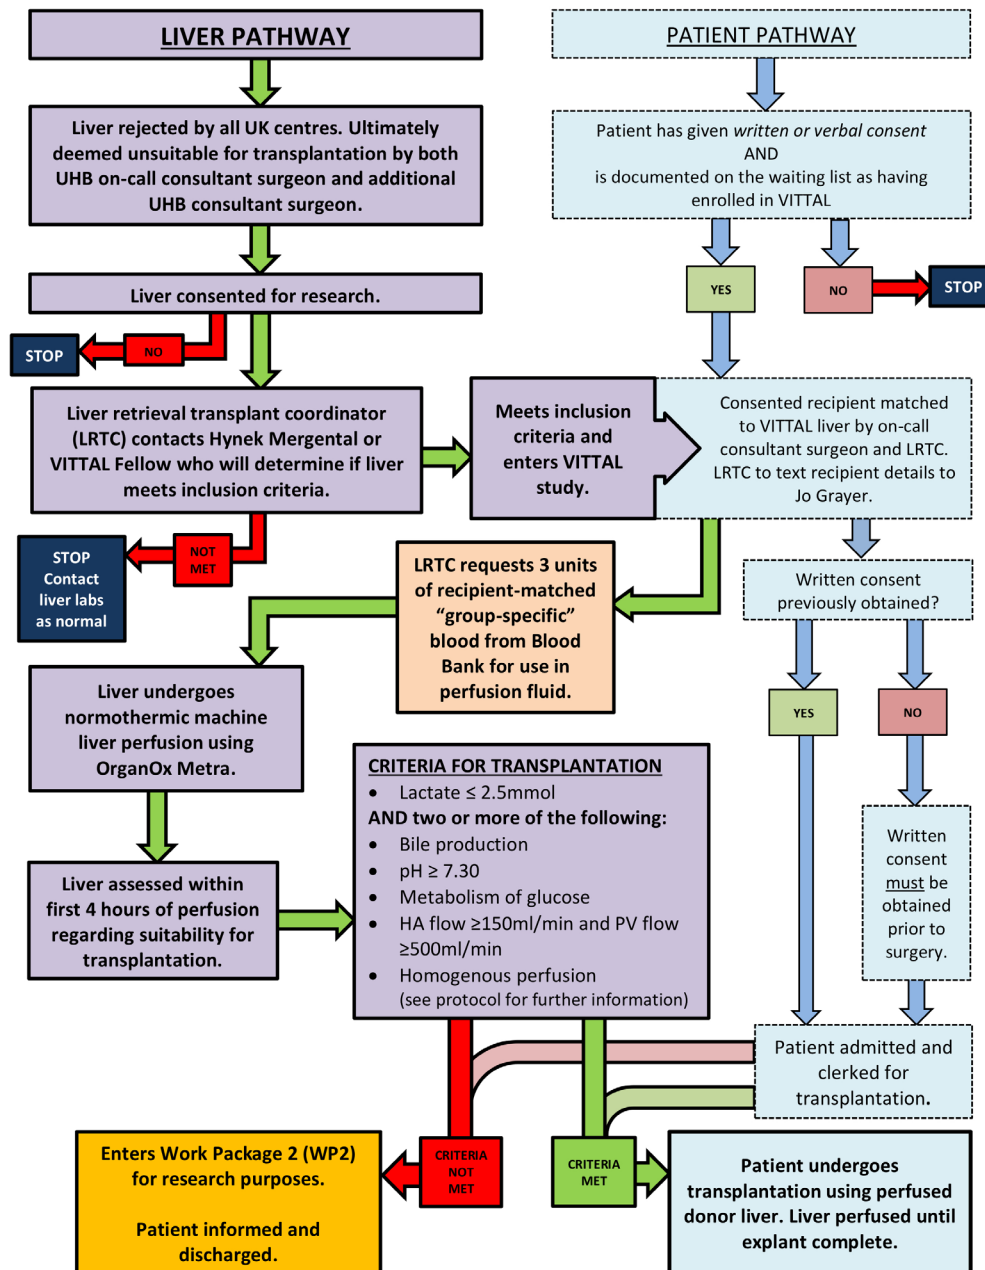 LIVER PATHWAY
PATIENT PATHWAY
Liver rejected by all UK centres. Ultimately
deemed unsuitable for transplantation by both
UHB on-call consultant surgeon and additional
UHB consultant surgeon.
Patient has given written or verbal consent
AND
is documented on the waiting list as having
enrolled in VITTAL
YES
NO
STOP
Liver consented for research.
NO
STOP
Liver retrieval transplant coordinator
(LRTC) contacts Hynek Mergental or
VITTAL Fellow who will determine if liver
meets inclusion criteria.
Meets inclusion
criteria and
enters VITTAL
study.
Consented recipient matched
to VITTAL liver by on-call
consultant surgeon and LRTC.
LRTC to text recipient details to
Jo Grayer.
NOT
MET
STOP
Contact
liver labs
as normal
LRTC requests 3 units
of recipient-matched
“group-specific”
blood from Blood
Bank for use in
perfusion fluid.
Written consent
previously obtained?
YES
NO
Liver undergoes
normothermic machine
liver perfusion using
OrganOx Metra.
Written
consent
must be
obtained
prior to
surgery.
Liver assessed within
first 4 hours of perfusion
regarding suitability for
transplantation.
CRITERIA FOR TRANSPLANTATION
• Lactate ≤ 2.5mmol
AND two or more of the following:
• Bile production
• pH ≥ 7.30
• Metabolism of glucose
• HA flow ≥150ml/min and PV flow
≥500ml/min
• Homogenous perfusion
(see protocol for further information)
Patient admitted and
clerked for
transplantation.
CRITERIA
NOT
MET
CRITERIA
MET
Enters Work Package 2 (WP2)
for research purposes.
Patient informed and
discharged.
Patient undergoes
transplantation using perfused
donor liver. Liver perfused until
explant complete.